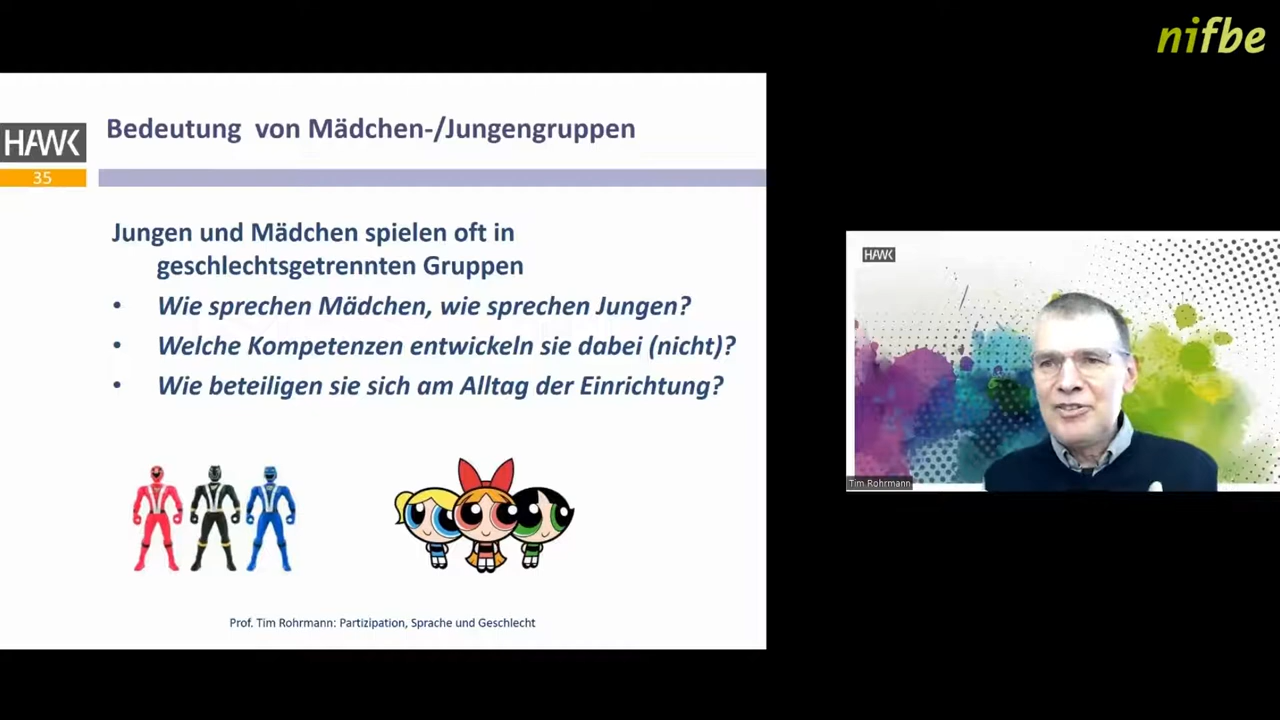 nifbe
HAWK
Bedeutung von Mädchen-/Jungengruppen
35
Jungen und Mädchen spielen oft in
geschlechtsgetrennten Gruppen
• Wie sprechen Mädchen, wie sprechen Jungen?
• Welche Kompetenzen entwickeln sie dabei (nicht)?
• Wie beteiligen sie sich am Alltag der Einrichtung?
Prof. Tim Rohrmann: Partizipation, Sprache und Geschlecht
HAWK
Tim Rohrmann